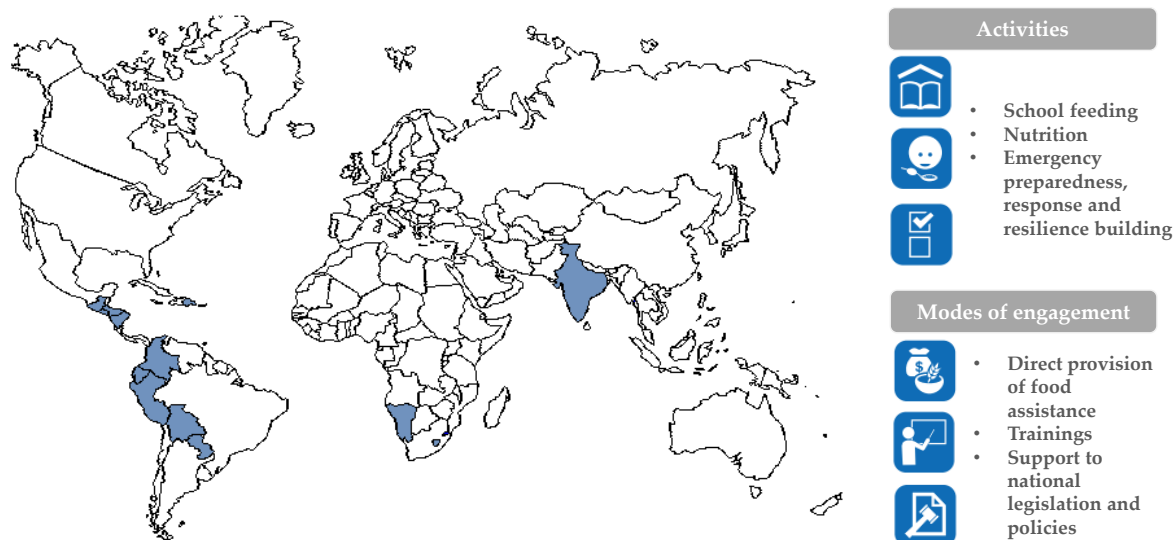 Activities
• School feeding
• Nutrition
• Emergency
preparedness,
response and
resilience building
Modes of engagement
$
• Direct provision
of food
assistance
• Trainings
• Support to
national
legislation and
policies